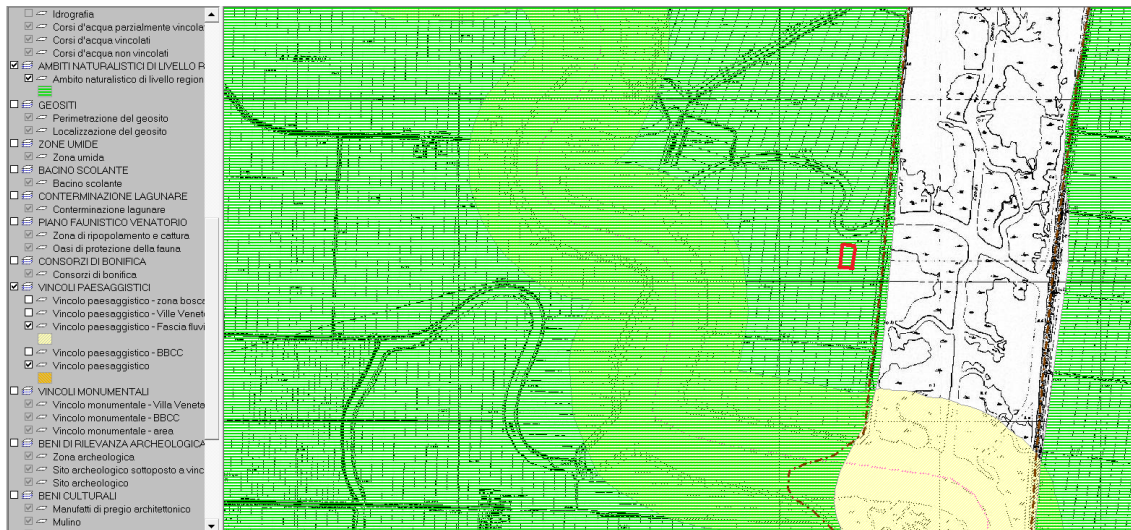 Idrografia
Corsi d'acqua parzialmente vincola
Corsi d'acqua vincolati
Corsi d'acqua non vincolati
AMBITI NATURALISTICI DI LIVELLO R
Ambito naturalistico di livello region
GEOSITI
Perimetrazione del geosito
Localizzazione del geosito
ZONE UMIDE
Zona umida
BACINO SCOLANTE
Bacino scolante
CONTERMINAZIONE LAGUNARE
Conterminazione lagunare
PIANO FAUNISTICO VENATORIO
Zona di ripopolamento e cattura
Oasi di protezione della fauna
CONSORZI DI BONIFICA
Consorzi di bonifica
VINCOLI PAESAGGISTICI
Vincolo paesaggistico - zona bosca
Vincolo paesaggistico - Ville Venet
Vincolo paesaggistico - Fascia fluvi
Vincolo paesaggistico - BBCC
Vincolo paesaggistico
VINCOLI MONUMENTALI
Vincolo monumentale - Villa Veneta
Vincolo monumentale - BBCC
Vincolo monumentale - area
BENI DI RILEVANZA ARCHEOLOGICA
Zona archeologica
Sito archeologico sottoposto a vinc
Sito archeologico
BENI CULTURALI
Manufatti di pregio architettonico
Mulino